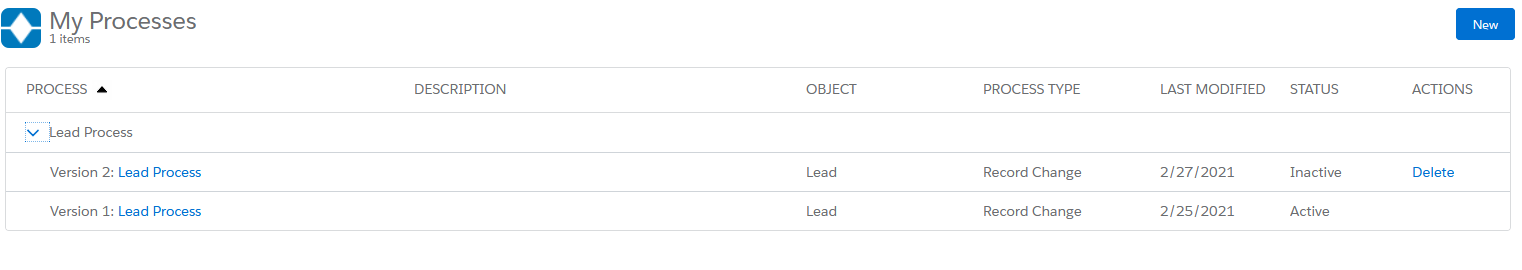 My Processes
1 items
New
PROCESS DESCRIPTION OBJECT PROCESS TYPE LAST MODIFIED STATUS ACTIONS
Lead Process
Version 2: Lead Process Lead Record Change 2/27/2021 Inactive Delete
Version 1: Lead Process Lead Record Change 2/25/2021 Active